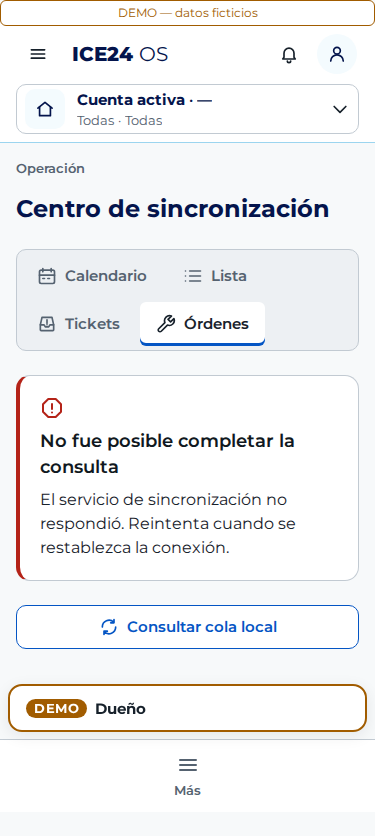 DEMO — datos ficticios
ICE24 OS
Cuenta activa · —
Todas · Todas
Operación
Centro de sincronización
Calendario
Lista
Tickets
Órdenes
No fue posible completar la
consulta
El servicio de sincronización no
respondió. Reintenta cuando se
restablezca la conexión.
Consultar cola local
DEMO Dueño
Más